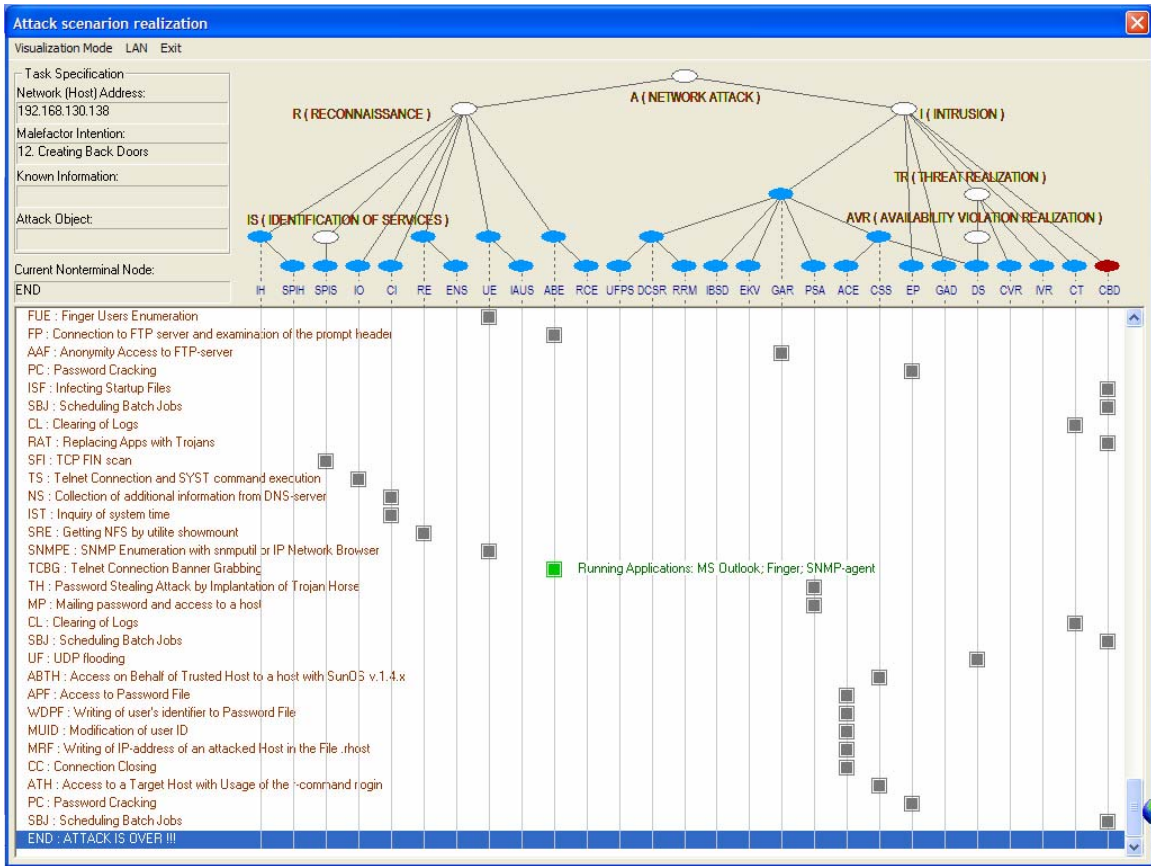 Attack scenarion realization
Visualization Mode LAN Exit
Task Specification
Network (Host) Address:
192.168.130.138
Malefactor Intention:
12. Creating Back Doors
Known Information:
Attack Object:
Current Nonterminal Node:
END
A ( NETWORK ATTACK )
R ( RECONNAISSANCE )
I ( INTRUSION )
TR ( THREAT REALIZATION )
IS ( IDENTIFICATION OF SERVICES )
AVR ( AVAILABILITY VIOLATION REALIZATION )
IH SPIH SPIS IO CI RE ENS UE IAUS ABE RCE UFPS DCSR RRM IBSD EKV GAR PSA ACE CSS EP GAD DS CVR IVR CT CBD
FUE : Finger Users Enumeration
FP : Connection to FTP server and examination of the prompt header
AAF : Anonymity Access to FTP-server
PC : Password Cracking
ISF : Infecting Startup Files
SBJ : Scheduling Batch Jobs
CL : Clearing of Logs
RAT : Replacing Apps with Trojans
SFI : TCP FIN scan
TS : Telnet Connection and SYST command execution
NS : Collection of additional information from DNS-server
IST : Inquiry of system time
SRE : Getting NFS by utilite showmount
SNMPE : SNMP Enumeration with snmputil or IP Network Browser
TCBG : Telnet Connection Banner Grabbing
Running Applications: MS Outlook; Finger; SNMP-agent
TH : Password Stealing Attack by Implantation of Trojan Horse
MP : Mailing password and access to a host
CL : Clearing of Logs
SBJ : Scheduling Batch Jobs
UF : UDP flooding
ABTH : Access on Behalf of Trusted Host to a host with SunOS v.1.4.x
APF : Access to Password File
WDPF : Writing of user's identifier to Password File
MUID : Modification of user ID
MRF : Writing of IP-address of an attacked Host in the File .rhost
CC : Connection Closing
ATH : Access to a Target Host with Usage of the r-command rlogin
PC : Password Cracking
SBJ : Scheduling Batch Jobs
END : ATTACK IS OVER !!!